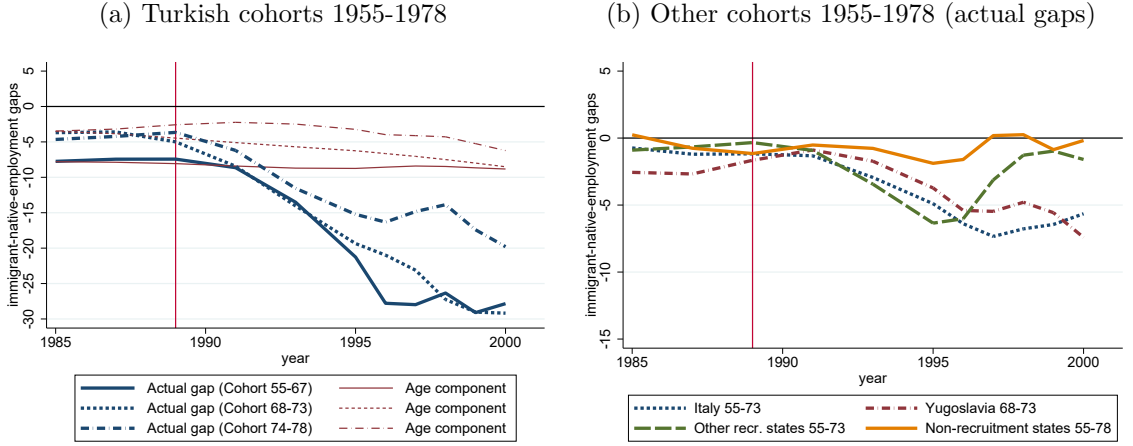 (a) Turkish cohorts 1955-1978
immigrant-native-employment gaps
5
0
-5
-10
-15
-20
-25
-30
1985
1990
1995
2000
year
Actual gap (Cohort 55-67)
Age component
Actual gap (Cohort 68-73)
Age component
Actual gap (Cohort 74-78)
Age component
(b) Other cohorts 1955-1978 (actual gaps)
immigrant-native-employment gaps
5
0
-5
-10
-15
1985
1990
1995
2000
year
Italy 55-73
Yugoslavia 68-73
Other recr. states 55-73
Non-recruitment states 55-78